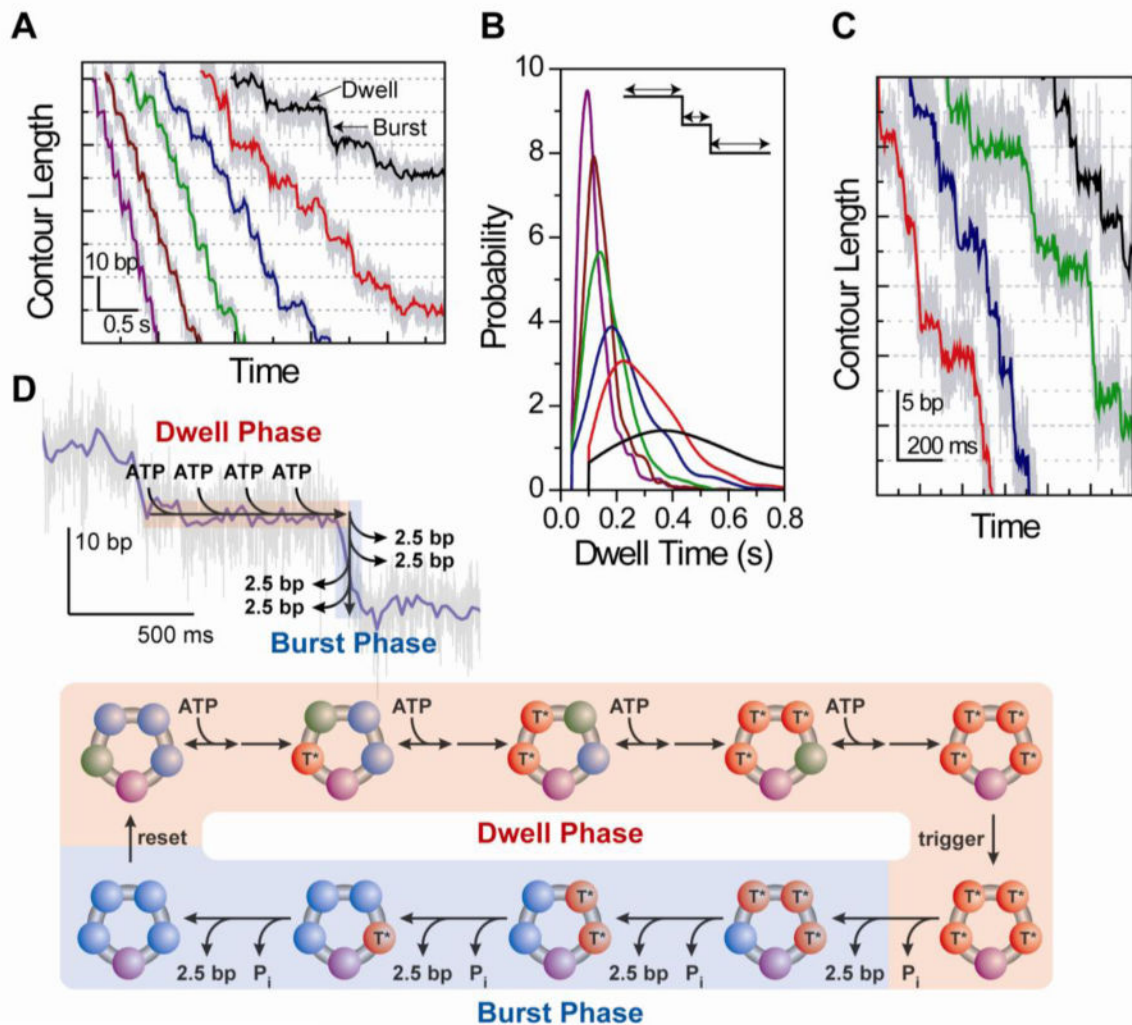 A
Dwell
Burst
Contour Length
10 bp
0.5 s
Time
B
Probability
10
8
6
4
2
0
0.0 0.2 0.4 0.6 0.8
Dwell Time (s)
C
Contour Length
5 bp
200 ms
Time
D
Dwell Phase
ATP ATP ATP ATP
10 bp
2.5 bp
2.5 bp
2.5 bp
2.5 bp
500 ms
Burst Phase
ATP ATP ATP ATP
T* T* T* T* T* T* T* T* T* T*
reset
Dwell Phase
trigger
T* T* T* T* T* T* T* T* T* T*
2.5 bp Pi 2.5 bp Pi 2.5 bp Pi 2.5 bp Pi
Burst Phase